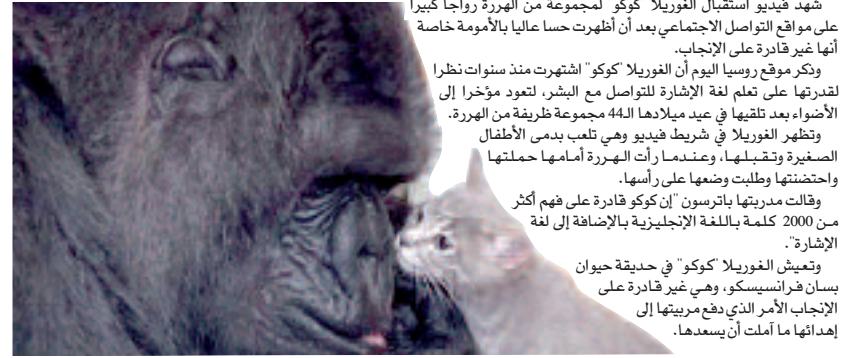 شهد فيديو استقبال الغوريلا "كوكو" لمجموعة من الهررة رواجا كبيرا
على مواقع التواصل الاجتماعي بعد أن أظهرت حسا عاليا بالأمومة خاصة
أنها غير قادرة على الإنجاب.
وذكر موقع روسيا اليوم أن الغوريلا "كوكو" اشتهرت منذ سنوات نظرا
لقدرتها على تعلم لغة الإشارة للتواصل مع البشر، لتعود مؤخرا إلى
الأضواء بعد تلقيها في عيد ميلادها الـ44 مجموعة ظريفة من الهررة.
وتظهر الغوريلا في شريط فيديو وهي تلعب بدمى الأطفال
الصغيرة وتقبلها، وعندما رأت الهررة أمامها حملتها
واحتضنتها وطلبت وضعها على رأسها.
وقالت مدربتها باترسون "إن كوكو قادرة على فهم أكثر
من 2000 كلمة باللغة الإنجليزية بالإضافة إلى لغة
الإشارة".
وتعيش الغوريلا "كوكو" في حديقة حيوان
بسان فرانسيسكو، وهي غير قادرة على
الإنجاب الأمر الذي دفع مربيتها إلى
إهدائها ما آملت أن يسعدها.